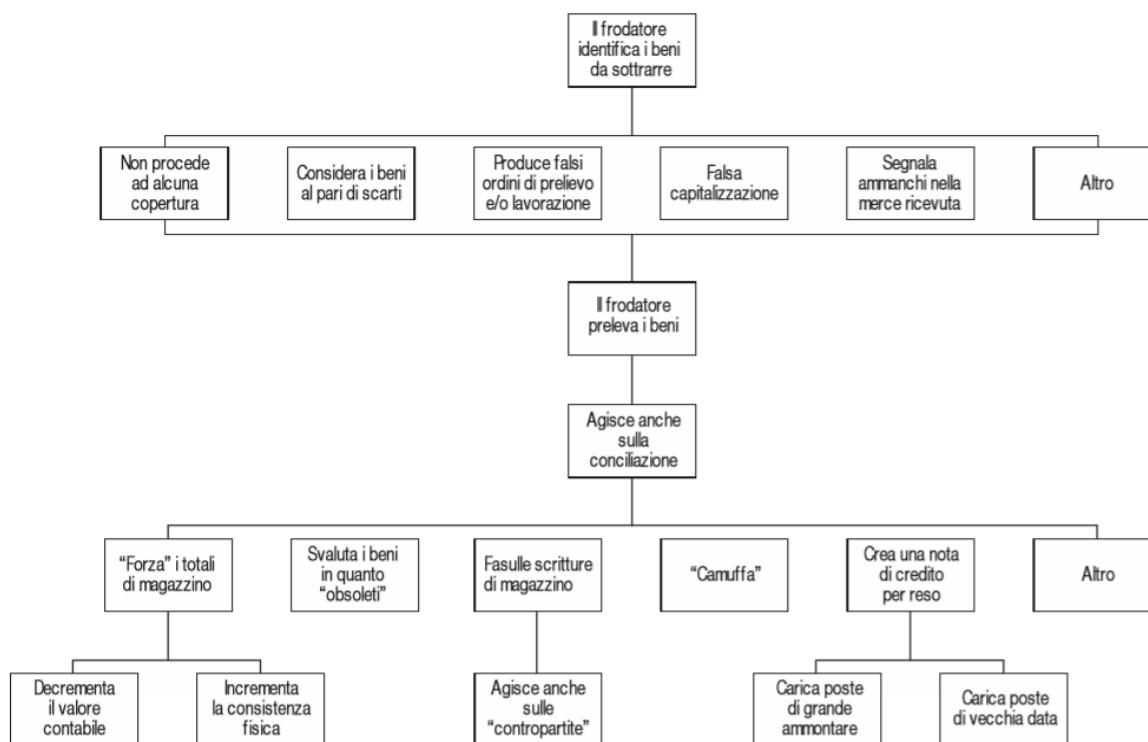 Il frodatore
identifica i beni
da sottrarre
Non procede
ad alcuna
copertura
Considera i beni
al pari di scarti
Produce falsi
ordini di prelievo
e/o lavorazione
Falsa
capitalizzazione
Segnala
ammanchi nella
merce ricevuta
Altro
Il frodatore
preleva i beni
Agisce anche
sulla
conciliazione
“Forza” i totali
di magazzino
Svaluta i beni
in quanto
“obsoleti”
Fasulle scritture
di magazzino
“Camuffa”
Crea una nota
di credito
per reso
Altro
Decrementa
il valore
contabile
Incrementa
la consistenza
fisica
Agisce anche
sulle
“contropartite”
Carica poste
di grande
ammontare
Carica poste
di vecchia data